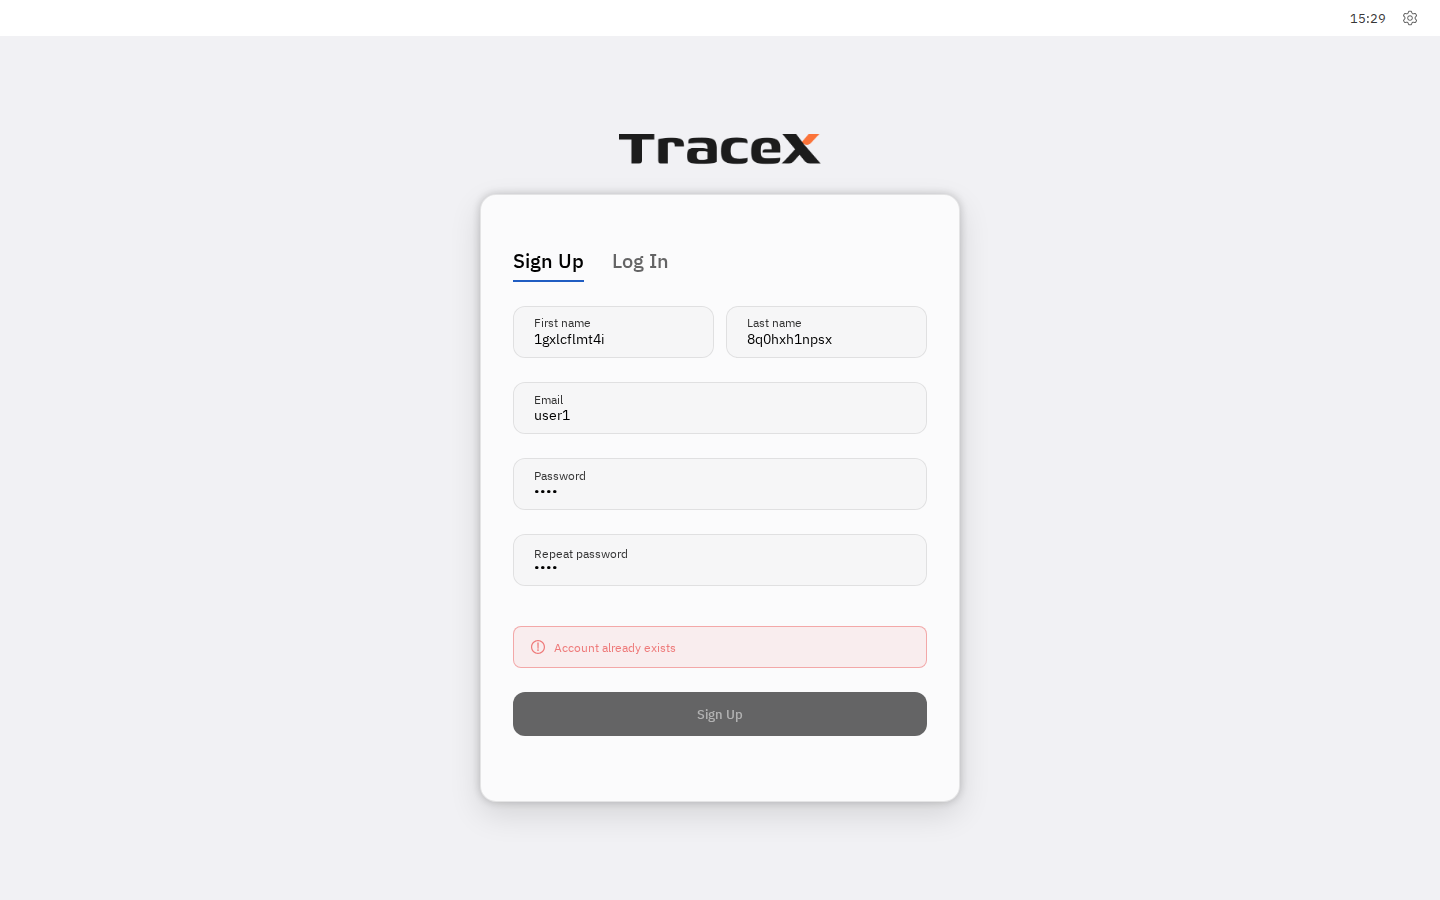 15:29
TraceX
Sign Up Log In
First name
1gxlcflmt4i
Last name
8q0hxh1npsx
Email
user1
Password
••••
Repeat password
••••
Account already exists
Sign Up